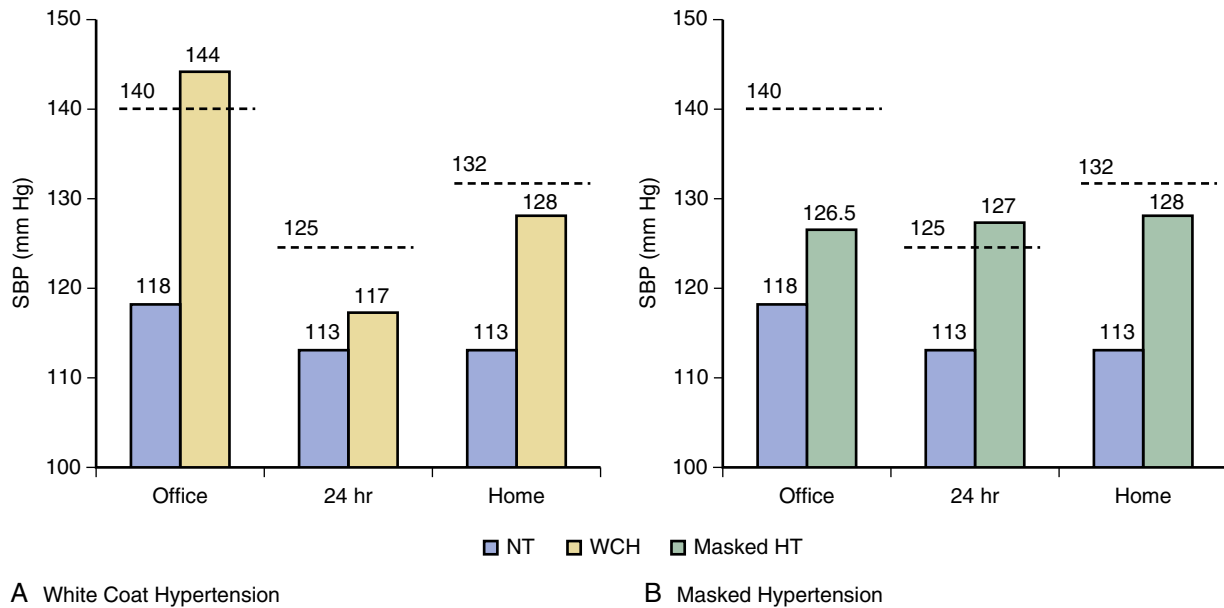 150
140
130
120
110
100
SBP (mm Hg)
140
144
118
125
113
117
132
113
128
Office
24 hr
Home
150
140
130
120
110
100
SBP (mm Hg)
140
118
126.5
125
113
127
132
113
128
Office
24 hr
Home
NT
WCH
Masked HT
A White Coat Hypertension
B Masked Hypertension